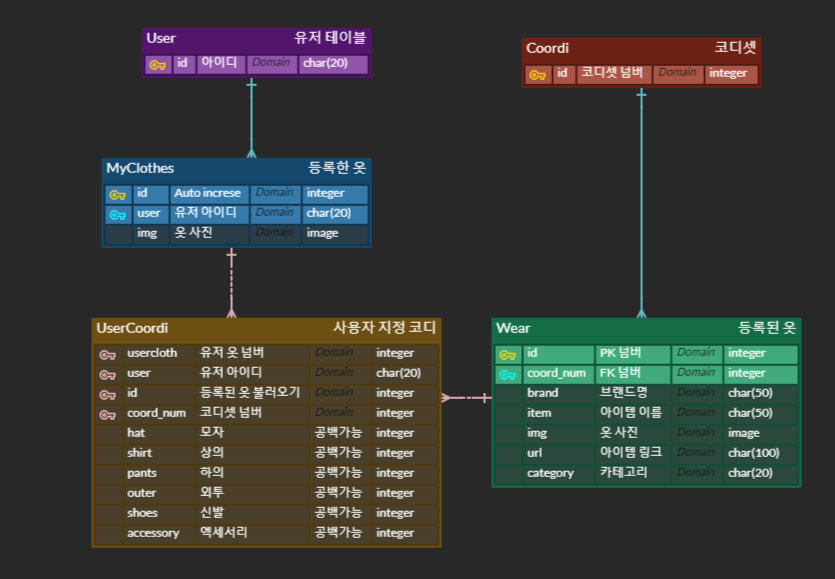 User 유저 테이블
id 아이디 Domain char(20)
Coordi 코디셋
id 코디셋 넘버 Domain integer
MyClothes 등록한 옷
id Auto increse Domain integer
user 유저 아이디 Domain char(20)
img 옷 사진 Domain image
UserCoordi 사용자 지정 코디
usercloth 유저 옷 넘버 Domain integer
user 유저 아이디 Domain char(20)
id 등록된 옷 불러오기 Domain integer
coord_num 코디셋 넘버 Domain integer
hat 모자 공백가능 integer
shirt 상의 공백가능 integer
pants 하의 공백가능 integer
outer 외투 공백가능 integer
shoes 신발 공백가능 integer
accessory 액세서리 공백가능 integer
Wear 등록된 옷
id PK 넘버 Domain integer
coord_num FK 넘버 Domain integer
brand 브랜드명 Domain char(50)
item 아이템 이름 Domain char(50)
img 옷 사진 Domain image
url 아이템 링크 Domain char(100)
category 카테고리 Domain char(20)